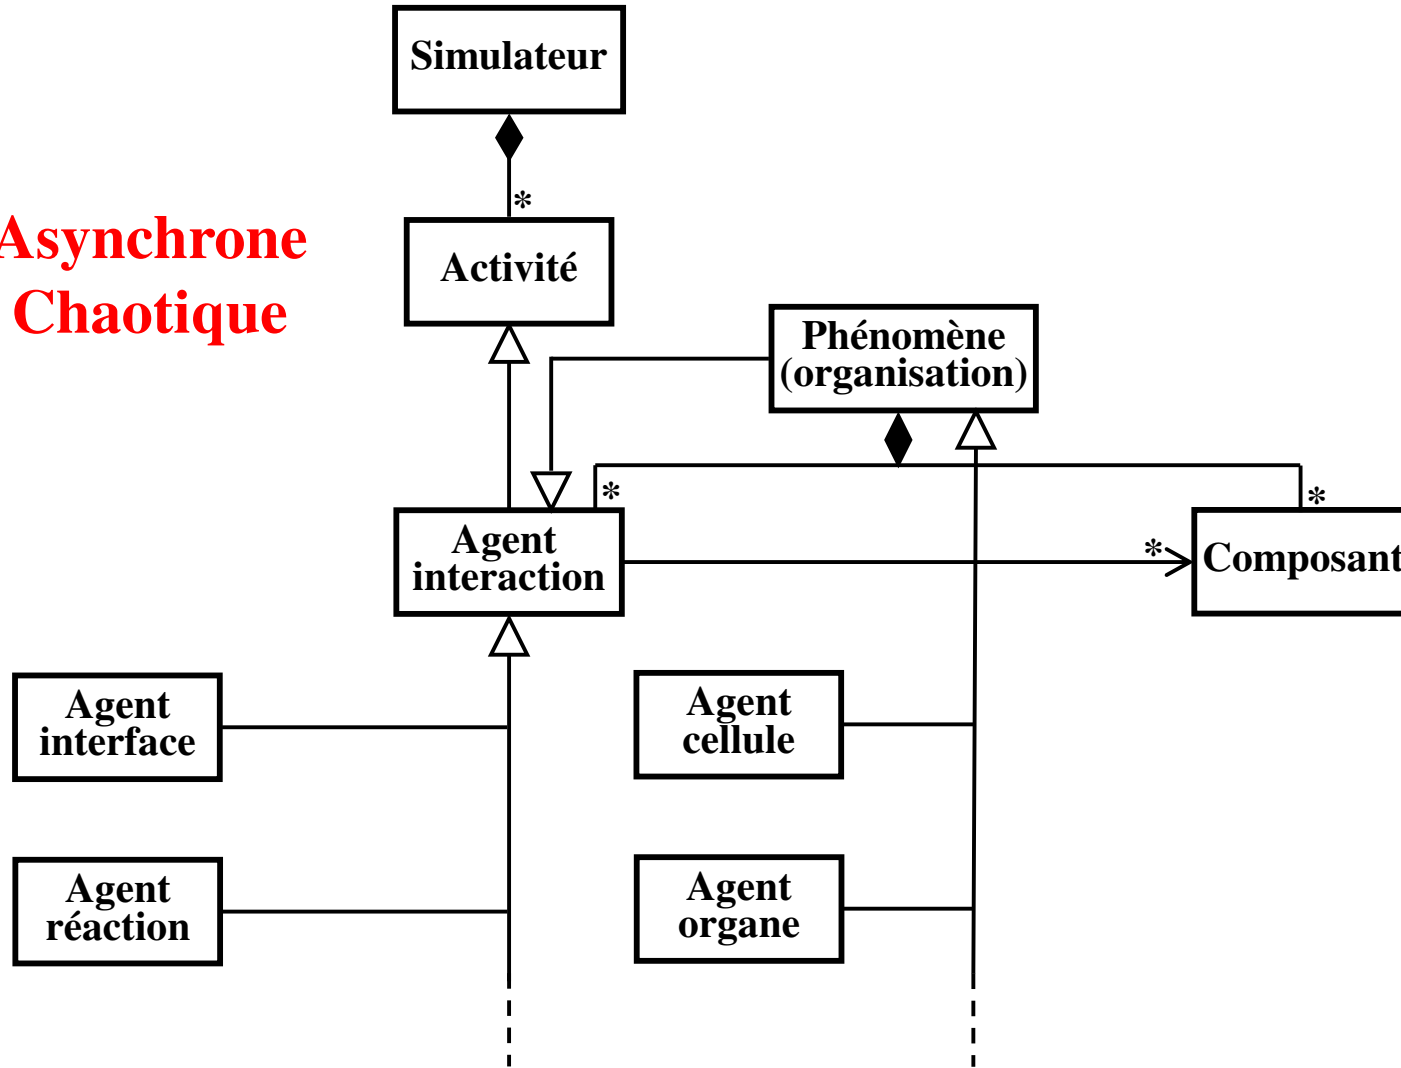 Simulateur
*
Asynchrone
Chaotique
Activité
Phénomène
(organisation)
*
*
Agent
interaction
*
Composant
Agent
interface
Agent
cellule
Agent
réaction
Agent
organe